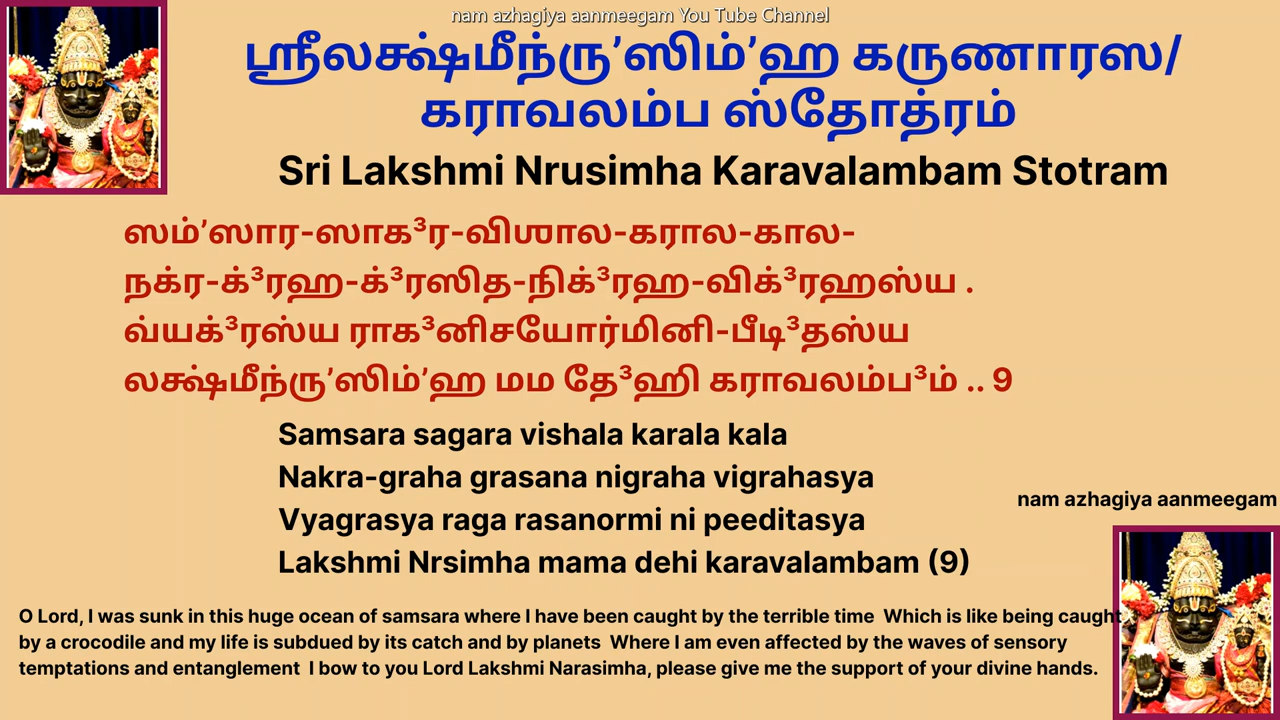 nam azhagiya aanmeegam You Tube Channel
ஶ்ரீலக்ஷ்மீந்ரு’ஸிம்’ஹ கருணாரஸ/
கராவலம்ப ஸ்தோத்ரம்
Sri Lakshmi Nrusimha Karavalambam Stotram
ஸம்’ஸார-ஸாக³ர-விஶால-கரால-கால-
நக்ர-க்³ரஹ-க்³ரஸித-நிக்³ரஹ-விக்³ரஹஸ்ய .
வ்யக்³ரஸ்ய ராக³னிசயோர்மினி-பீடி³தஸ்ய
லக்ஷ்மீந்ரு’ஸிம்’ஹ மம தே³ஹி கராவலம்ப³ம் .. 9
Samsara sagara vishala karala kala
Nakra-graha grasana nigraha vigrahasya
Vyagrasya raga rasanormi ni peeditasya
Lakshmi Nrsimha mama dehi karavalambam (9)
nam azhagiya aanmeegam
O Lord, I was sunk in this huge ocean of samsara where I have been caught by the terrible time Which is like being caught
by a crocodile and my life is subdued by its catch and by planets Where I am even affected by the waves of sensory
temptations and entanglement I bow to you Lord Lakshmi Narasimha, please give me the support of your divine hands.